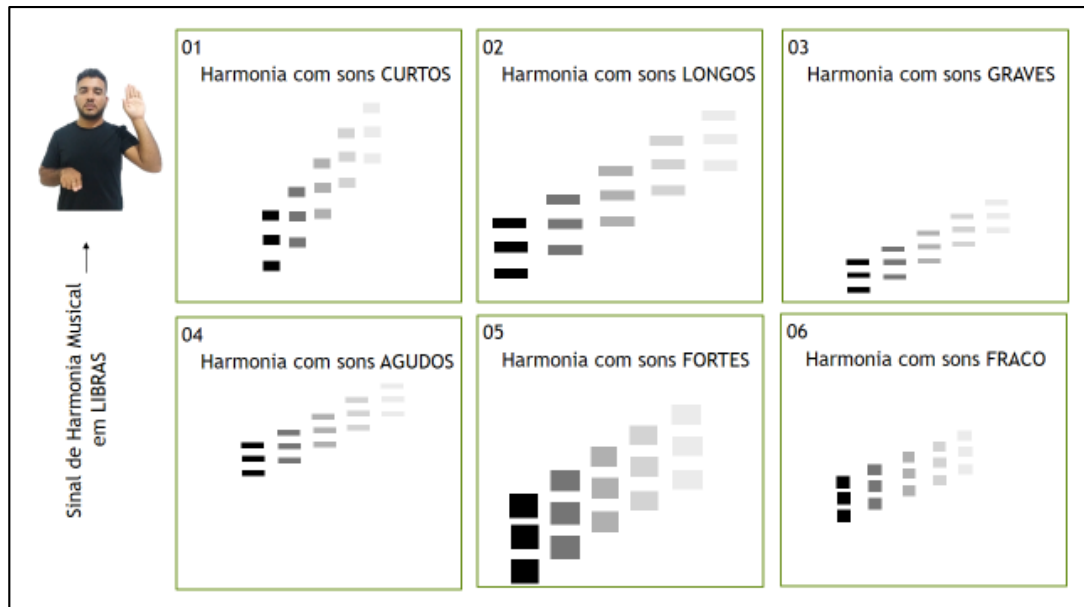 Sinal de Harmonia Musical
em LIBRAS
01
Harmonia com sons CURTOS
02
Harmonia com sons LONGOS
03
Harmonia com sons GRAVES
04
Harmonia com sons AGUDOS
05
Harmonia com sons FORTES
06
Harmonia com sons FRACO